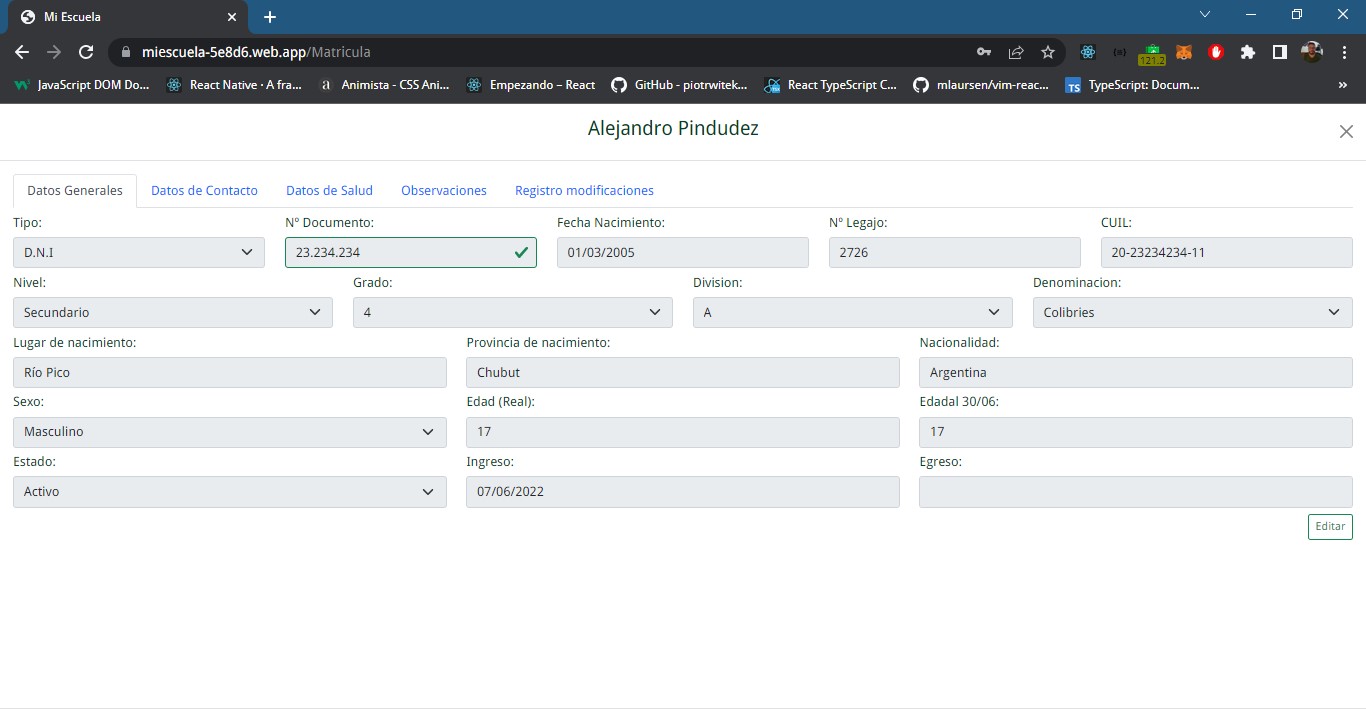 Mi Escuela
miescuela-5e8d6.web.app/Matricula
121.2
JavaScript DOM Do... React Native · A fra... Animista - CSS Ani... Empezando – React GitHub - piotrwitek... React TypeScript C... mlaursen/vim-reac... TS TypeScript: Docum... »
Alejandro Pindudez
Datos Generales Datos de Contacto Datos de Salud Observaciones Registro modificaciones
Tipo: Nº Documento: Fecha Nacimiento: Nº Legajo: CUIL:
D.N.I 23.234.234 01/03/2005 2726 20-23234234-11
Nivel: Grado: Division: Denominacion:
Secundario 4 A Colibries
Lugar de nacimiento: Provincia de nacimiento: Nacionalidad:
Río Pico Chubut Argentina
Sexo: Edad (Real): Edadal 30/06:
Masculino 17 17
Estado: Ingreso: Egreso:
Activo 07/06/2022
Editar